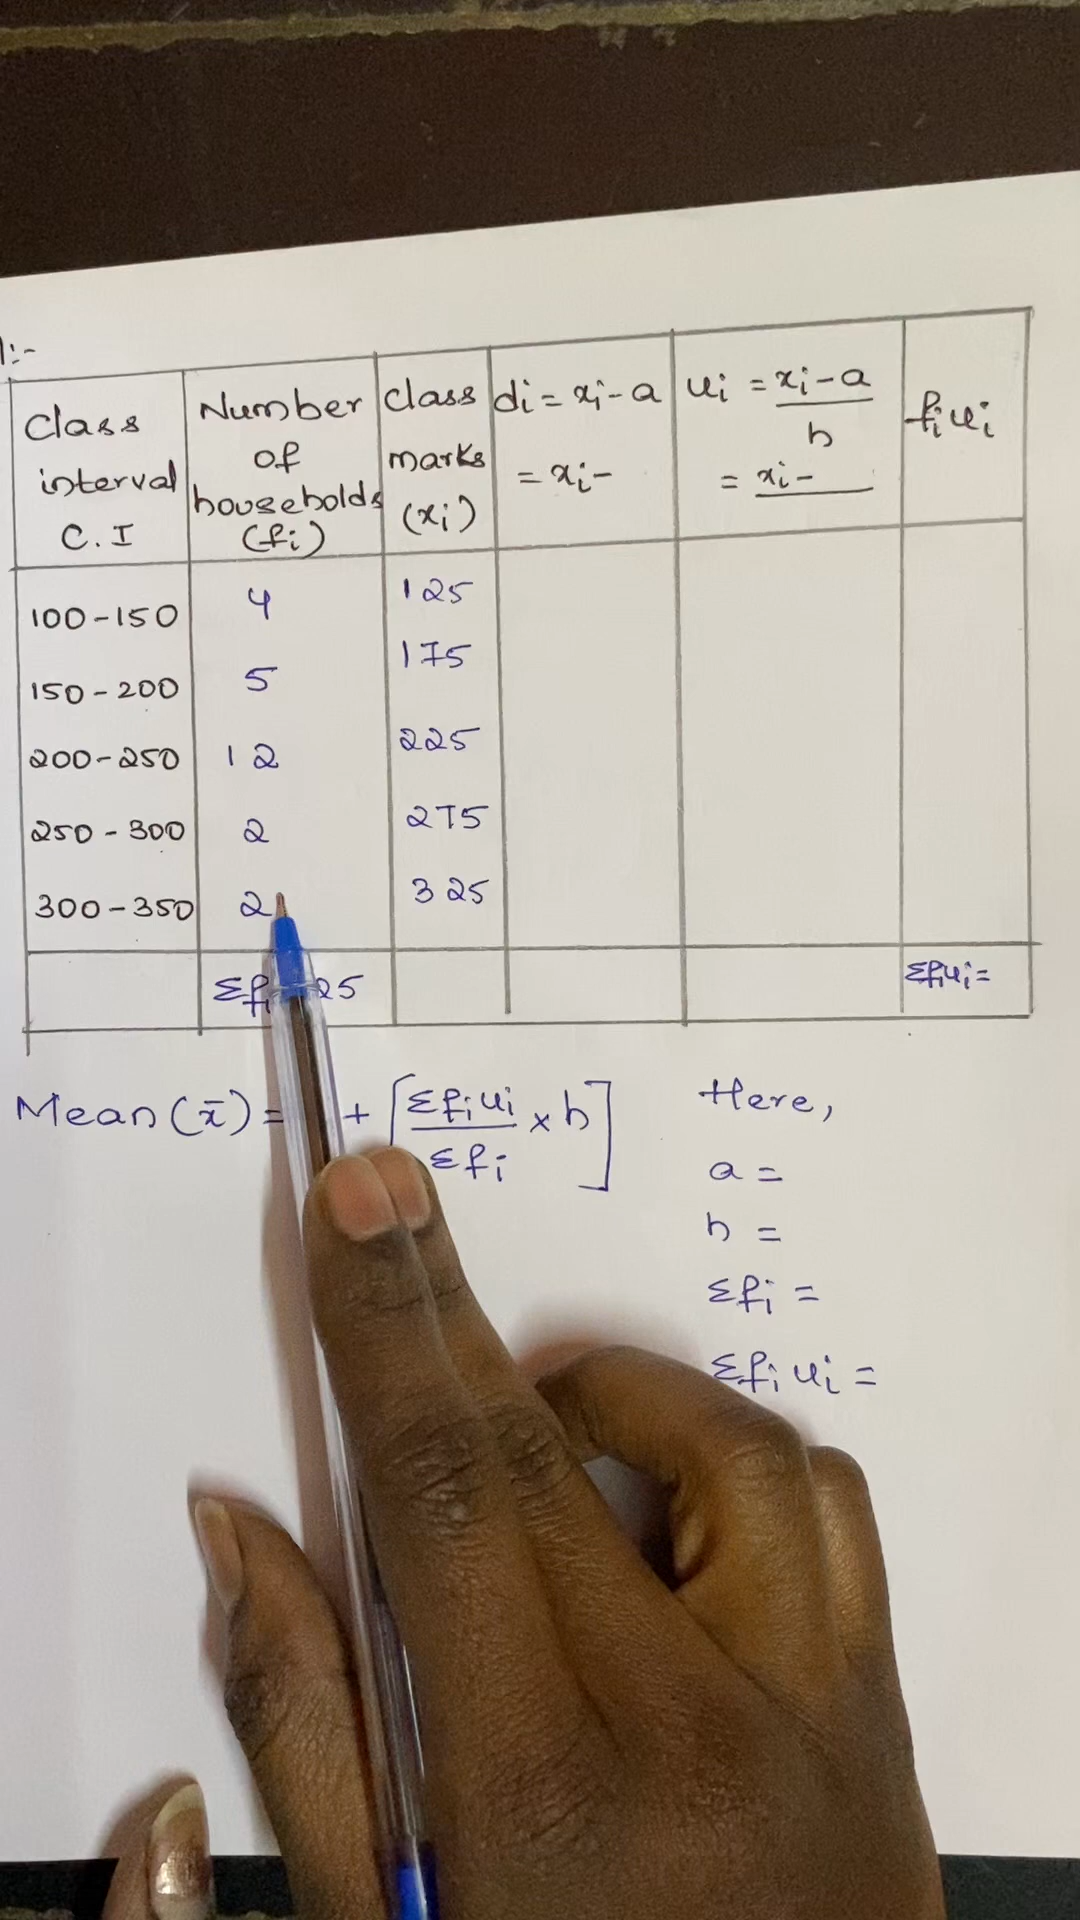 1:-
Class interval C.I | Number of households (fi) | Class marks (xi) | di = xi - a = xi - | ui = xi - a / h = xi - | fiui
100-150 | 4 | 125
150-200 | 5 | 175
200-250 | 12 | 225
250-300 | 2 | 275
300-350 | 2 | 325
Σfi 25 | Σfiui =
Mean (x̄) = + [Σfiui / Σfi × h]
Here,
a =
h =
Σfi =
Σfiui =